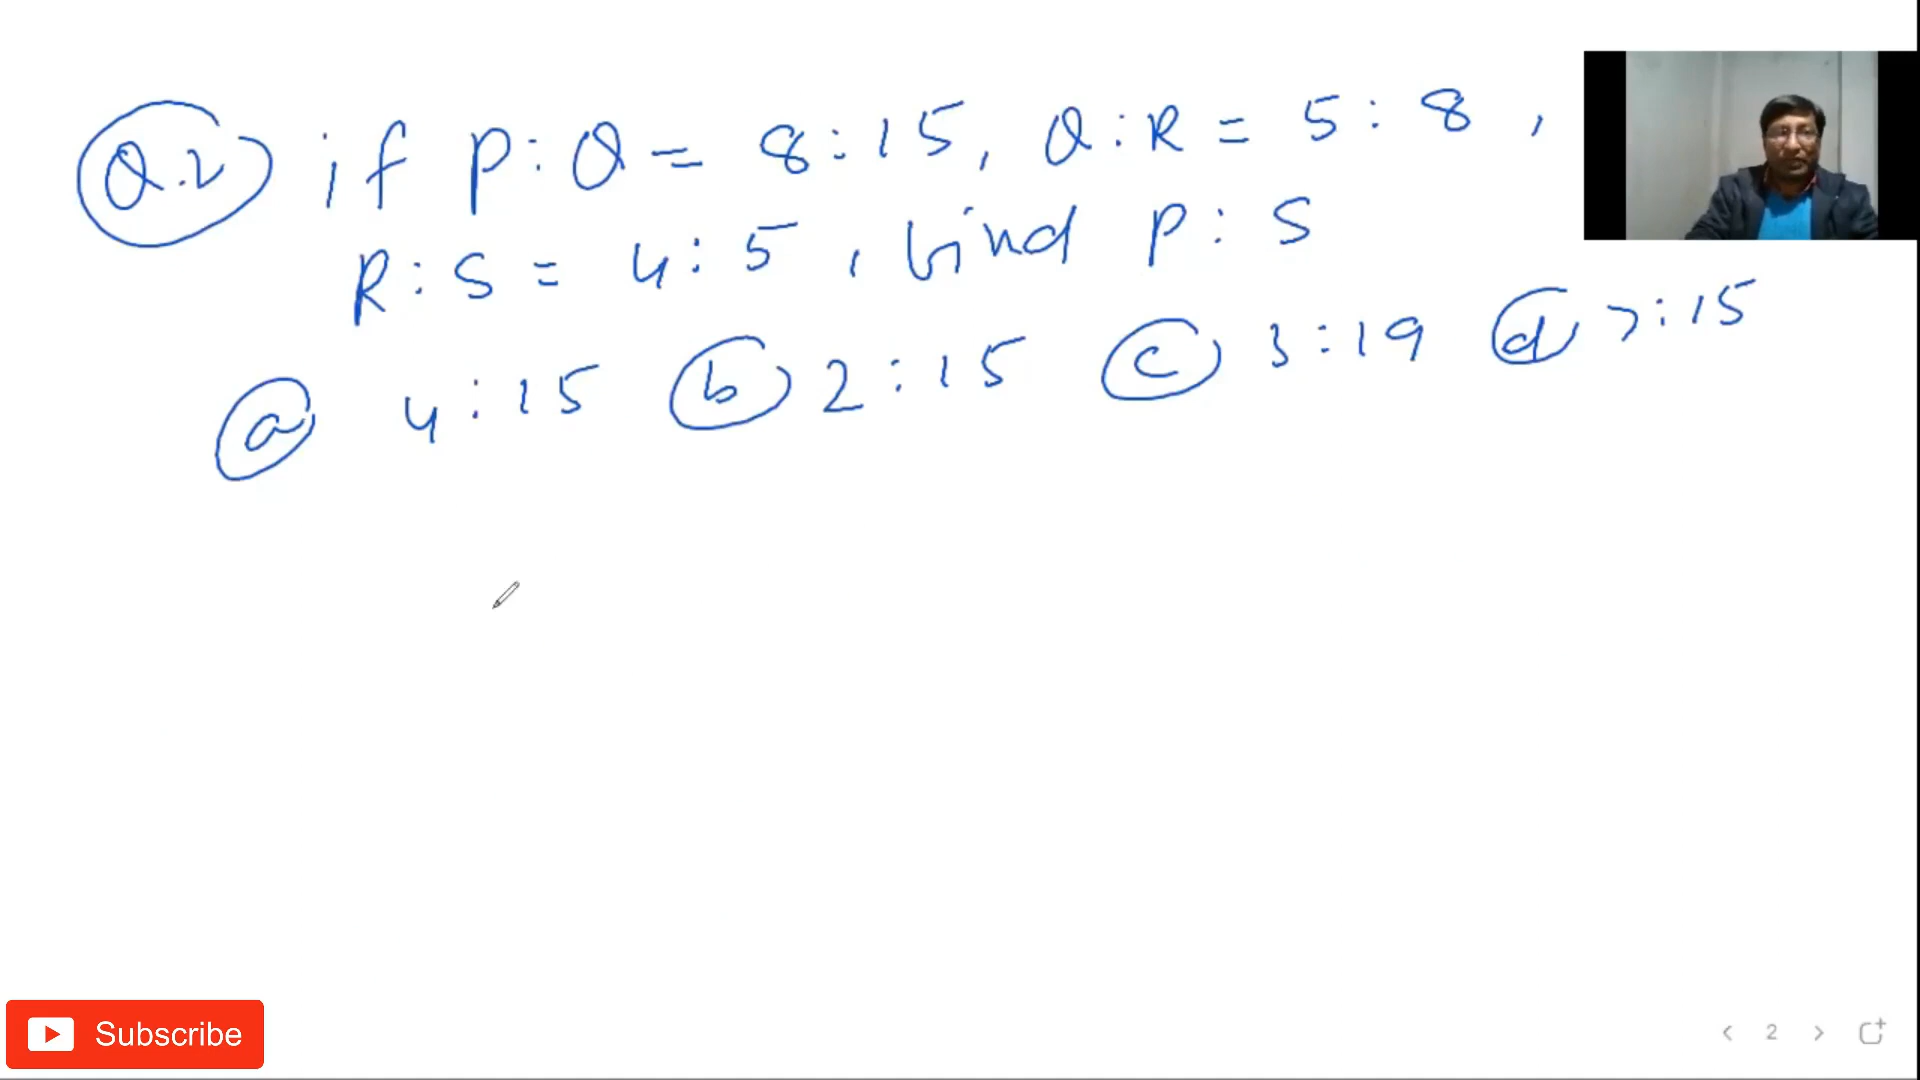 Q.2 if P:Q = 8:15, Q:R = 5:8,
R:S = 4:5, find P:S
a 4:15 b 2:15 c 3:19 d 7:15
Subscribe
2